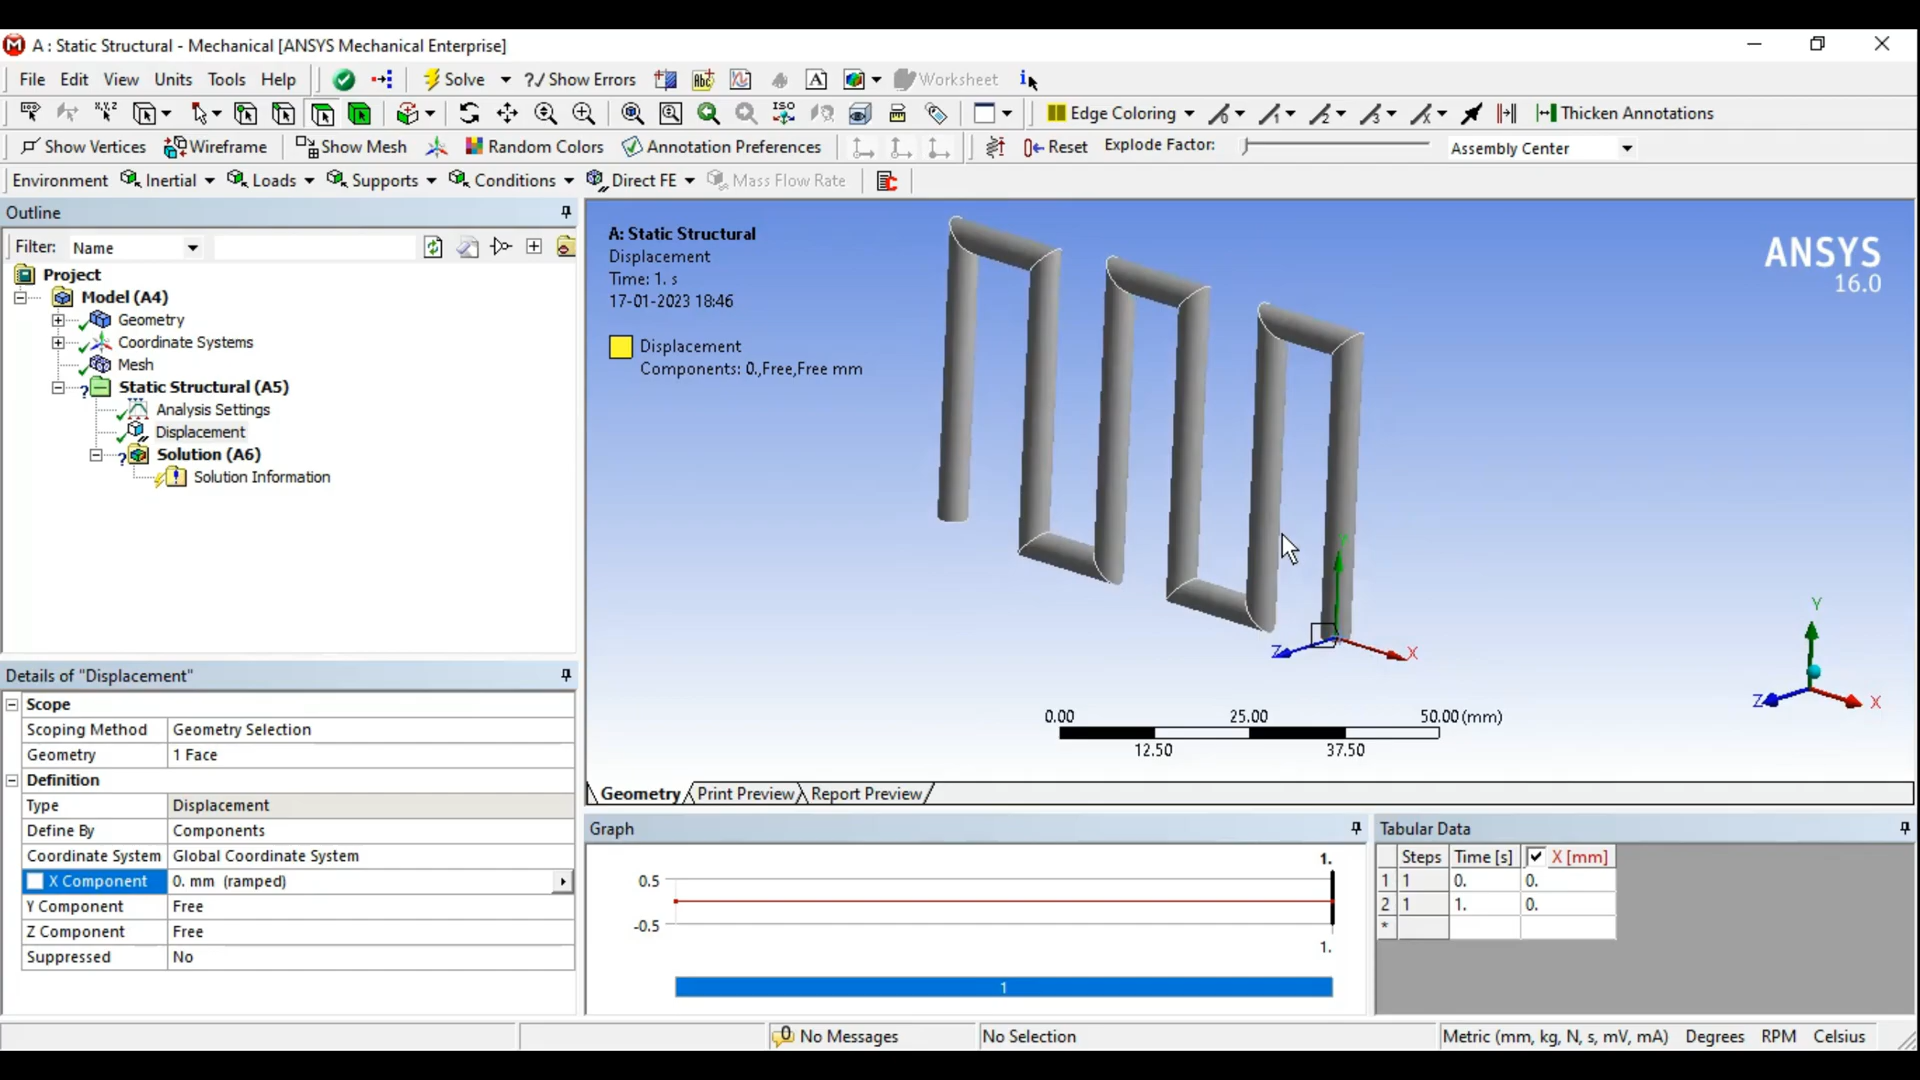 A : Static Structural - Mechanical [ANSYS Mechanical Enterprise]
File Edit View Units Tools Help Solve ?/ Show Errors Worksheet
Edge Coloring Thicken Annotations
Show Vertices Wireframe Show Mesh Random Colors Annotation Preferences Reset Explode Factor: Assembly Center
Environment Inertial Loads Supports Conditions Direct FE Mass Flow Rate
Outline
Filter: Name
Project
Model (A4)
Geometry
Coordinate Systems
Mesh
Static Structural (A5)
Analysis Settings
Displacement
Solution (A6)
Solution Information
Details of "Displacement"
Scope
Scoping Method Geometry Selection
Geometry 1 Face
Definition
Type Displacement
Define By Components
Coordinate System Global Coordinate System
X Component 0. mm (ramped)
Y Component Free
Z Component Free
Suppressed No
A: Static Structural
Displacement
Time: 1. s
17-01-2023 18:46
Displacement
Components: 0.,Free,Free mm
ANSYS
16.0
Y
Z X
Y
Z X
0.00 25.00 50.00 (mm)
12.50 37.50
Geometry Print Preview Report Preview
Graph
1.
0.5
-0.5
1.
1
Tabular Data
Steps Time [s] X [mm]
1 1 0. 0.
2 1 1. 0.
*
No Messages No Selection Metric (mm, kg, N, s, mV, mA) Degrees RPM Celsius